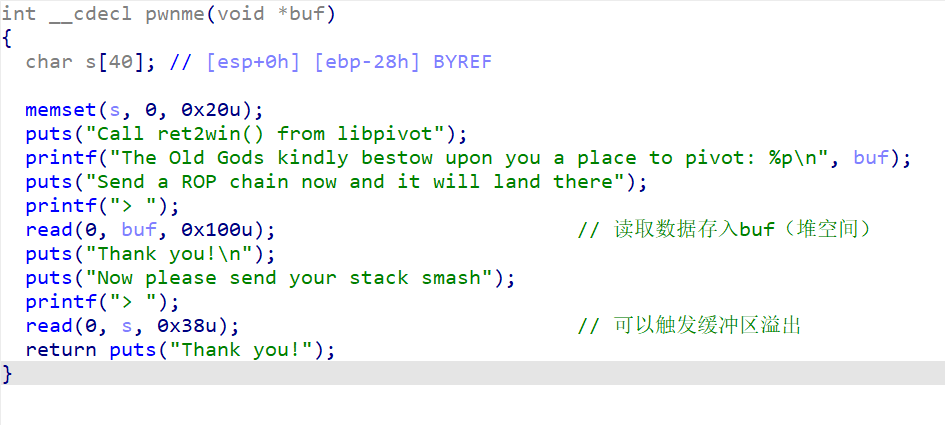 int __cdecl pwnme(void *buf)
{
  char s[40]; // [esp+0h] [ebp-28h] BYREF

  memset(s, 0, 0x20u);
  puts("Call ret2win() from libpivot");
  printf("The Old Gods kindly bestow upon you a place to pivot: %p\n", buf);
  puts("Send a ROP chain now and it will land there");
  printf("> ");
  read(0, buf, 0x100u);                         // 读取数据存入buf（堆空间）
  puts("Thank you!\n");
  puts("Now please send your stack smash");
  printf("> ");
  read(0, s, 0x38u);                            // 可以触发缓冲区溢出
  return puts("Thank you!");
}